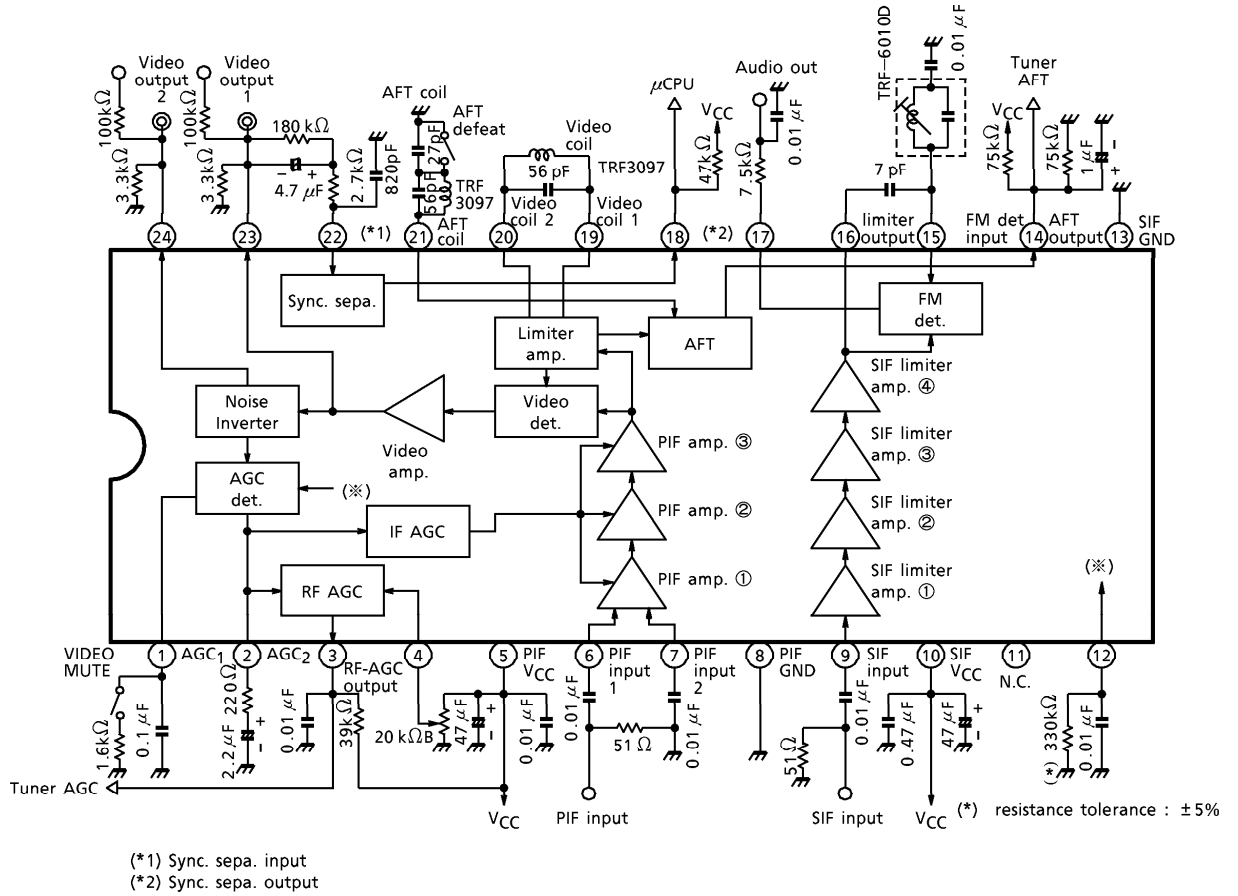 TRF-6010D
0.01 μF
Video output 2
Video output 1
100kΩ
100kΩ
3.3kΩ
3.3kΩ
180 kΩ
− +
4.7 μF
2.7kΩ
820pF
AFT coil
AFT defeat
27pF
56pF
TRF 3097
AFT coil
Video coil
56 pF
TRF3097
Video coil 2
Video coil 1
μCPU
VCC
47kΩ
Audio out
0.01 μF
7.5kΩ
7 pF
limiter output
FM det input
Tuner AFT
VCC
75kΩ
75kΩ
1 μF
-
+
AFT output
SIF GND
24
23
22
(*1)
21
20
19
18
(*2)
17
16
15
14
13
Sync. sepa.
Limiter amp.
AFT
FM det.
Noise Inverter
Video amp.
Video det.
AGC det.
(※)
IF AGC
RF AGC
PIF amp. ③
PIF amp. ②
PIF amp. ①
SIF limiter amp. ④
SIF limiter amp. ③
SIF limiter amp. ②
SIF limiter amp. ①
(※)
VIDEO MUTE
1
AGC1
2
AGC2
3
RF-AGC output
4
5
PIF VCC
6
PIF input 1
7
PIF input 2
8
PIF GND
9
SIF input
10
SIF VCC
11
N.C.
12
1.6kΩ
0.1 μF
220Ω
2.2 μF
+
-
0.01 μF
39kΩ
20 kΩB
47 μF
+
-
0.01 μF
0.01 μF
51 Ω
0.01 μF
51Ω
0.01 μF
0.47 μF
47 μF
+
-
(*) 330kΩ
0.01 μF
Tuner AGC
VCC
PIF input
SIF input
VCC
(*) resistance tolerance : ±5%
(*1) Sync. sepa. input
(*2) Sync. sepa. output